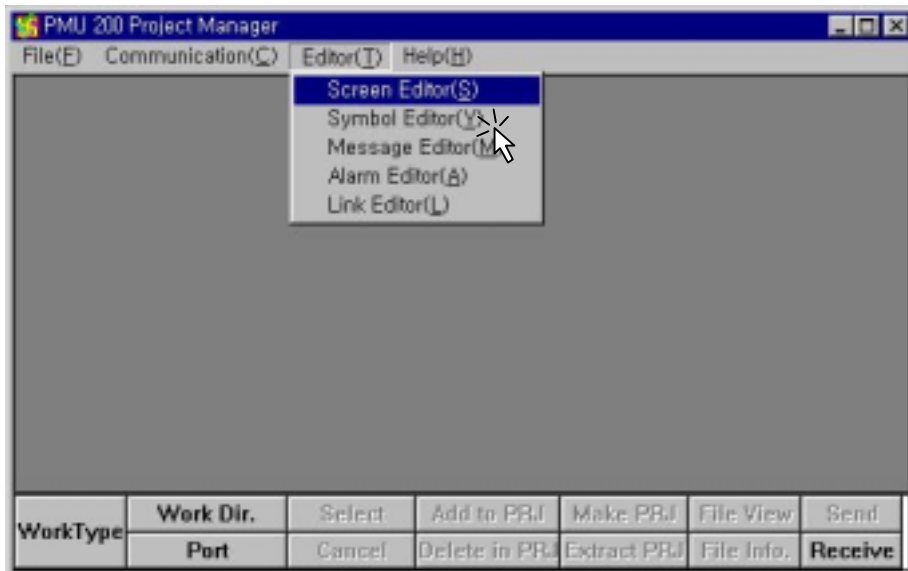 PMU 200 Project Manager
File(F) Communication(C) Editor(T) Help(H)
Screen Editor(S)
Symbol Editor(Y)
Message Editor(M
Alarm Editor(A)
Link Editor(L)
WorkType
Work Dir. Select Add to PRJ Make PRJ File View Send
Port Cancel Delete in PRJ Extract PRJ File Info. Receive